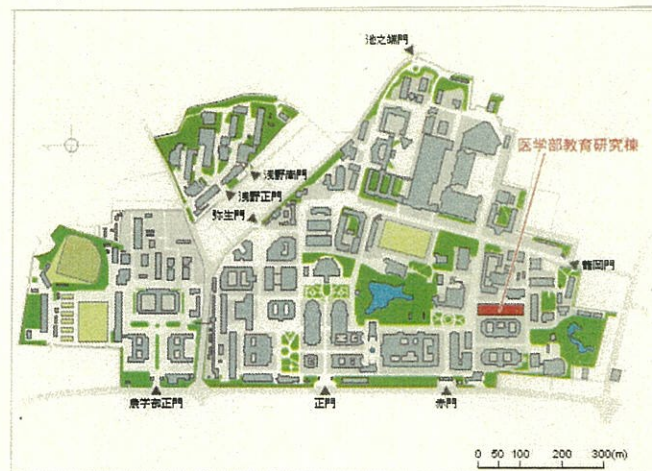 池之端門
医学部教育研究棟
浅野南門
浅野正門
弥生門
龍岡門
農学部正門
正門
赤門
0 50 100 200 300(m)